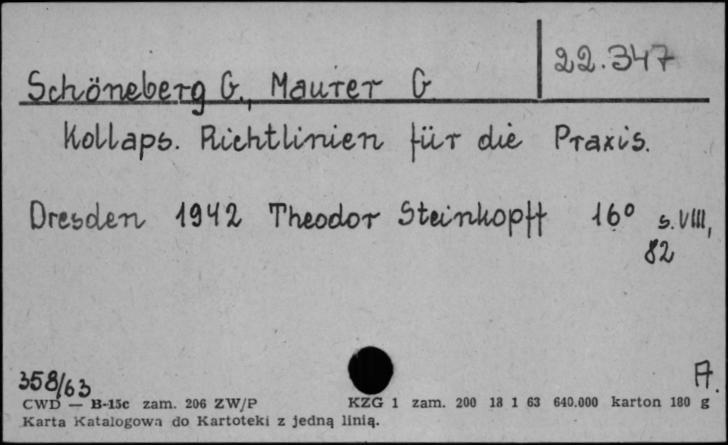 22.347
Schöneberg G., Maurer G
Kollaps. Richtlinien für die Praxis.
Dresden 1942 Theodor Steinkopff 16° s. VIII,
82
358/63
A.
CWD — B-15c zam. 206 ZW/P KZG 1 zam. 200 18 1 63 640.000 karton 180 g
Karta Katalogowa do Kartoteki z jedną linią.